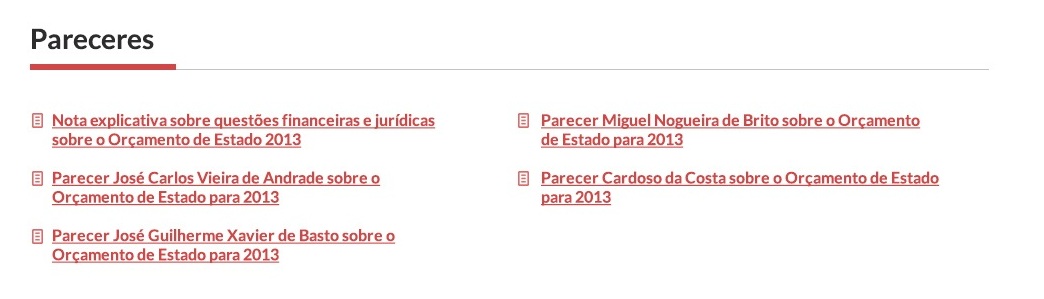 Pareceres
Nota explicativa sobre questões financeiras e jurídicas
sobre o Orçamento de Estado 2013
Parecer José Carlos Vieira de Andrade sobre o
Orçamento de Estado para 2013
Parecer José Guilherme Xavier de Basto sobre o
Orçamento de Estado para 2013
Parecer Miguel Nogueira de Brito sobre o Orçamento
de Estado para 2013
Parecer Cardoso da Costa sobre o Orçamento de Estado
para 2013